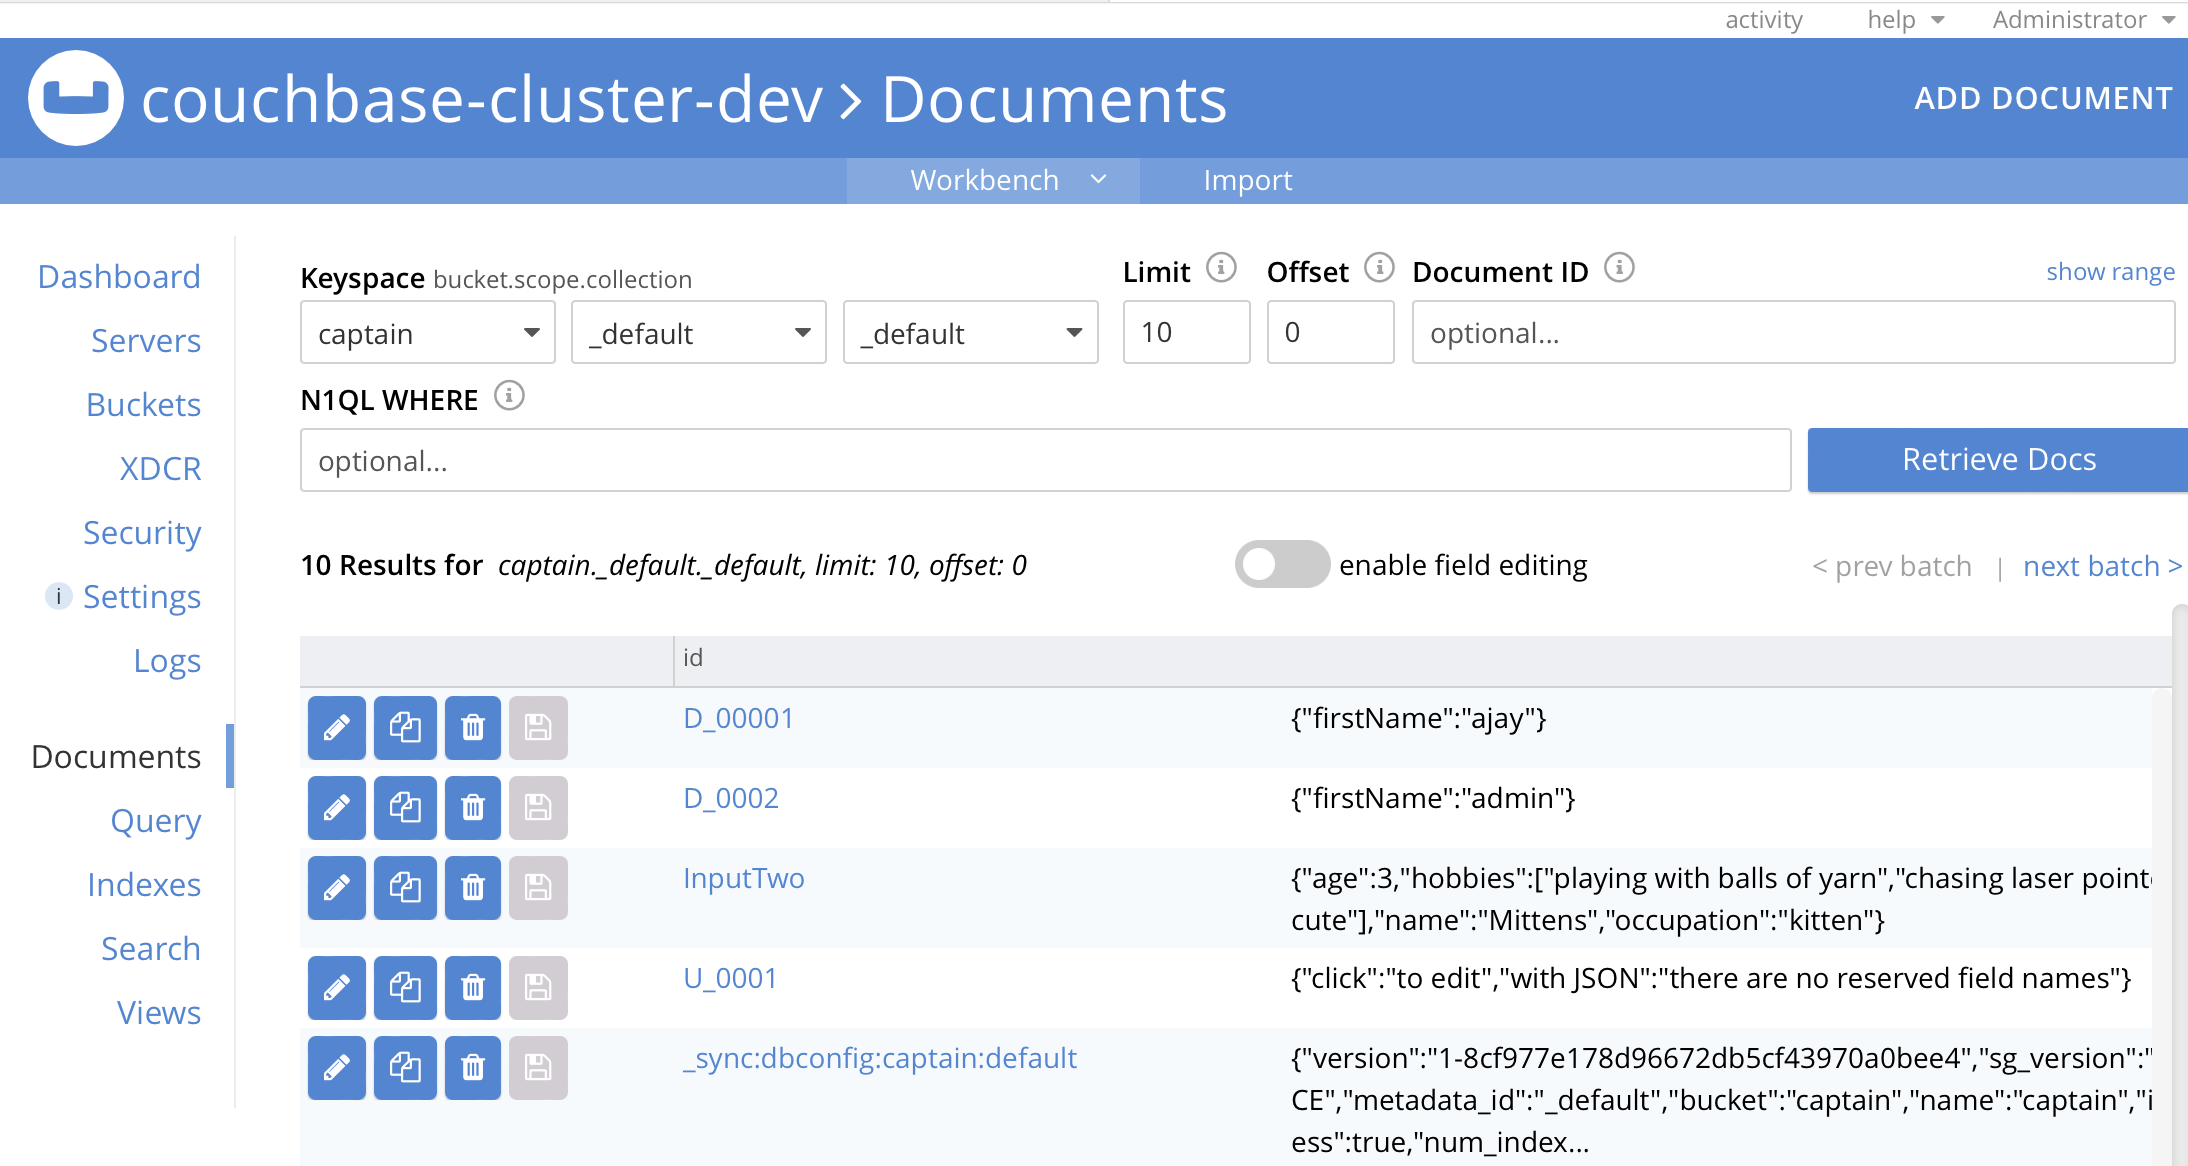 activity help Administrator
couchbase-cluster-dev > Documents ADD DOCUMENT
Workbench Import
Dashboard
Servers
Buckets
XDCR
Security
i Settings
Logs
Documents
Query
Indexes
Search
Views
Keyspace bucket.scope.collection Limit i Offset i Document ID i show range
captain _default _default 10 0 optional...
N1QL WHERE i
optional... Retrieve Docs
10 Results for captain._default._default, limit: 10, offset: 0 enable field editing < prev batch | next batch >
id
D_00001 {"firstName":"ajay"}
D_0002 {"firstName":"admin"}
InputTwo {"age":3,"hobbies":["playing with balls of yarn","chasing laser pointe
cute"],"name":"Mittens","occupation":"kitten"}
U_0001 {"click":"to edit","with JSON":"there are no reserved field names"}
_sync:dbconfig:captain:default {"version":"1-8cf977e178d96672db5cf43970a0bee4","sg_version":"
CE","metadata_id":"_default","bucket":"captain","name":"captain","i
ess":true,"num_index...